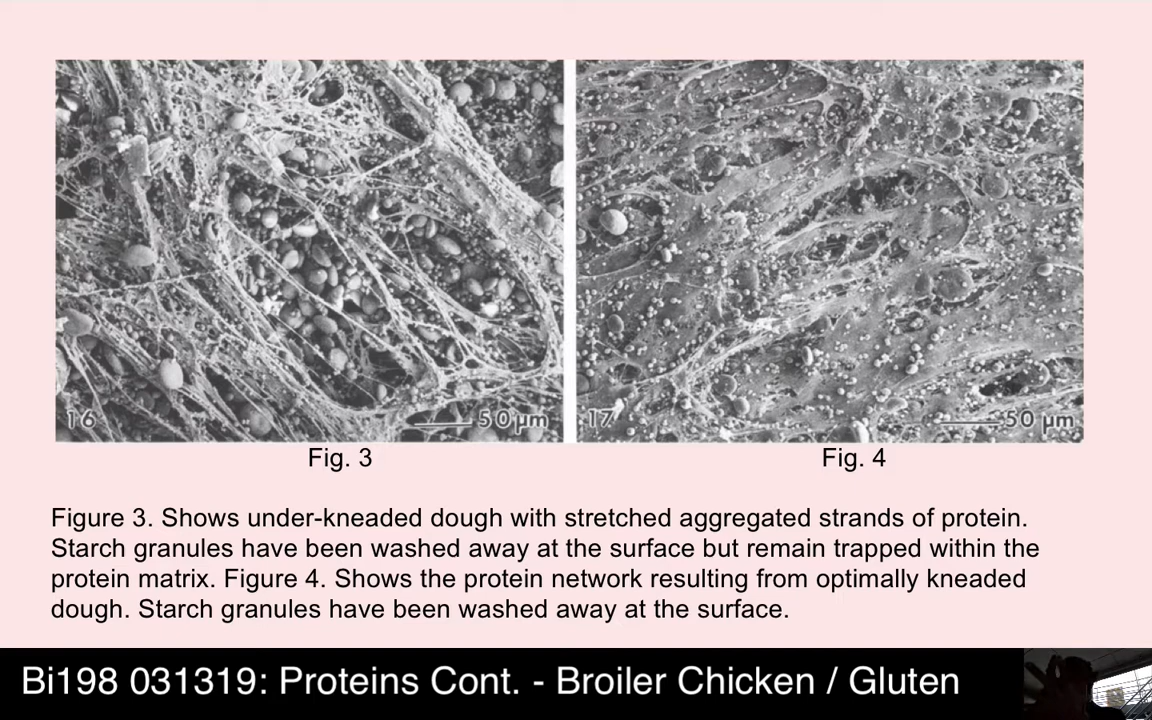 16
50 µm
17
50 µm
Fig. 3
Fig. 4
Figure 3. Shows under-kneaded dough with stretched aggregated strands of protein.
Starch granules have been washed away at the surface but remain trapped within the
protein matrix. Figure 4. Shows the protein network resulting from optimally kneaded
dough. Starch granules have been washed away at the surface.
Bi198 031319: Proteins Cont. - Broiler Chicken / Gluten